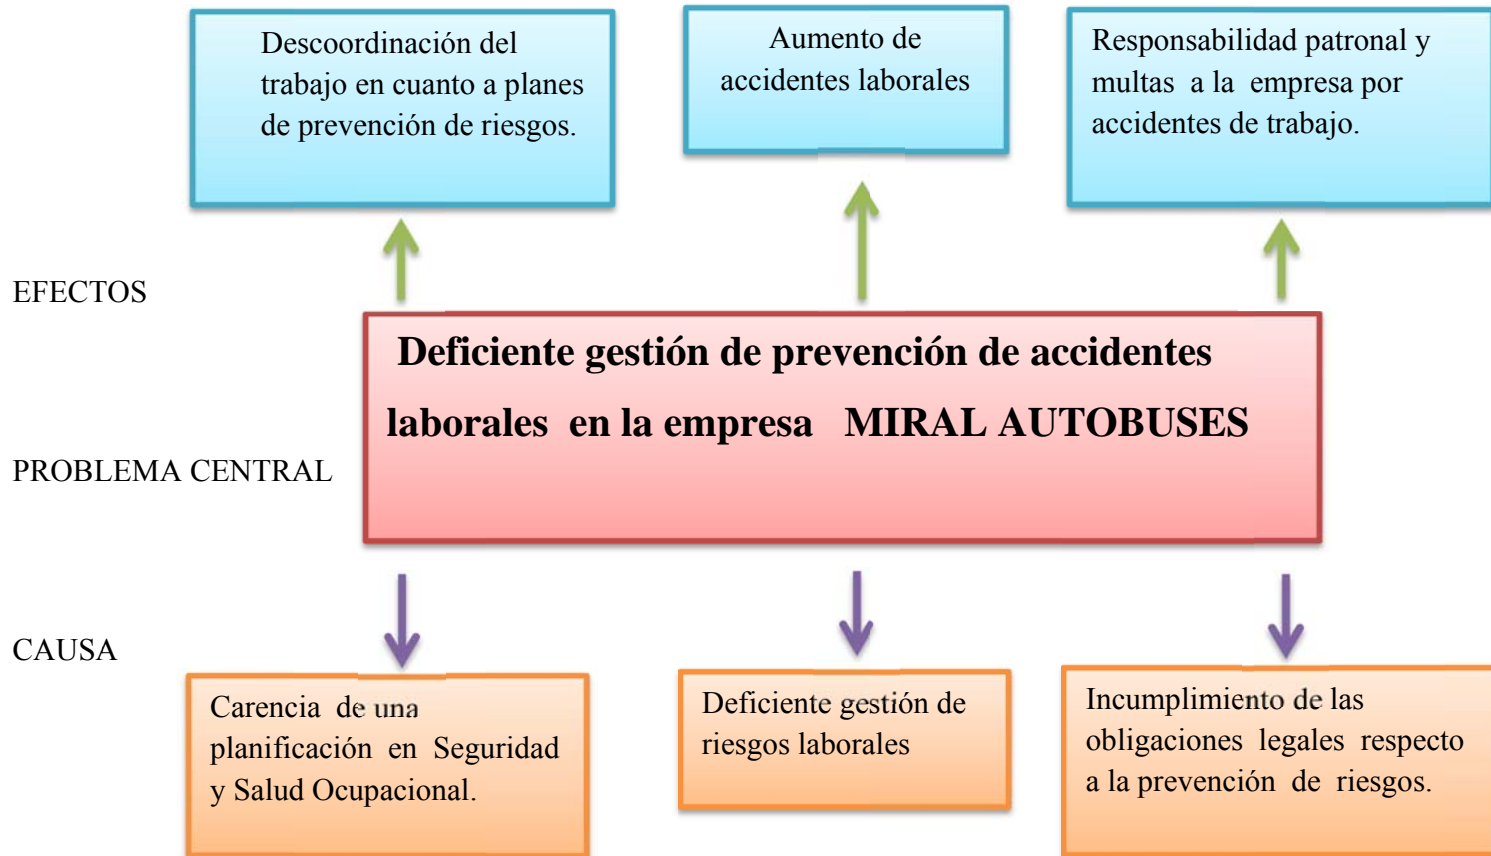 Descoordinación del
trabajo en cuanto a planes
de prevención de riesgos.
Aumento de
accidentes laborales
Responsabilidad patronal y
multas a la empresa por
accidentes de trabajo.
EFECTOS
Deficiente gestión de prevención de accidentes
laborales en la empresa MIRAL AUTOBUSES
PROBLEMA CENTRAL
CAUSA
Carencia de una
planificación en Seguridad
y Salud Ocupacional.
Deficiente gestión de
riesgos laborales
Incumplimiento de las
obligaciones legales respecto
a la prevención de riesgos.